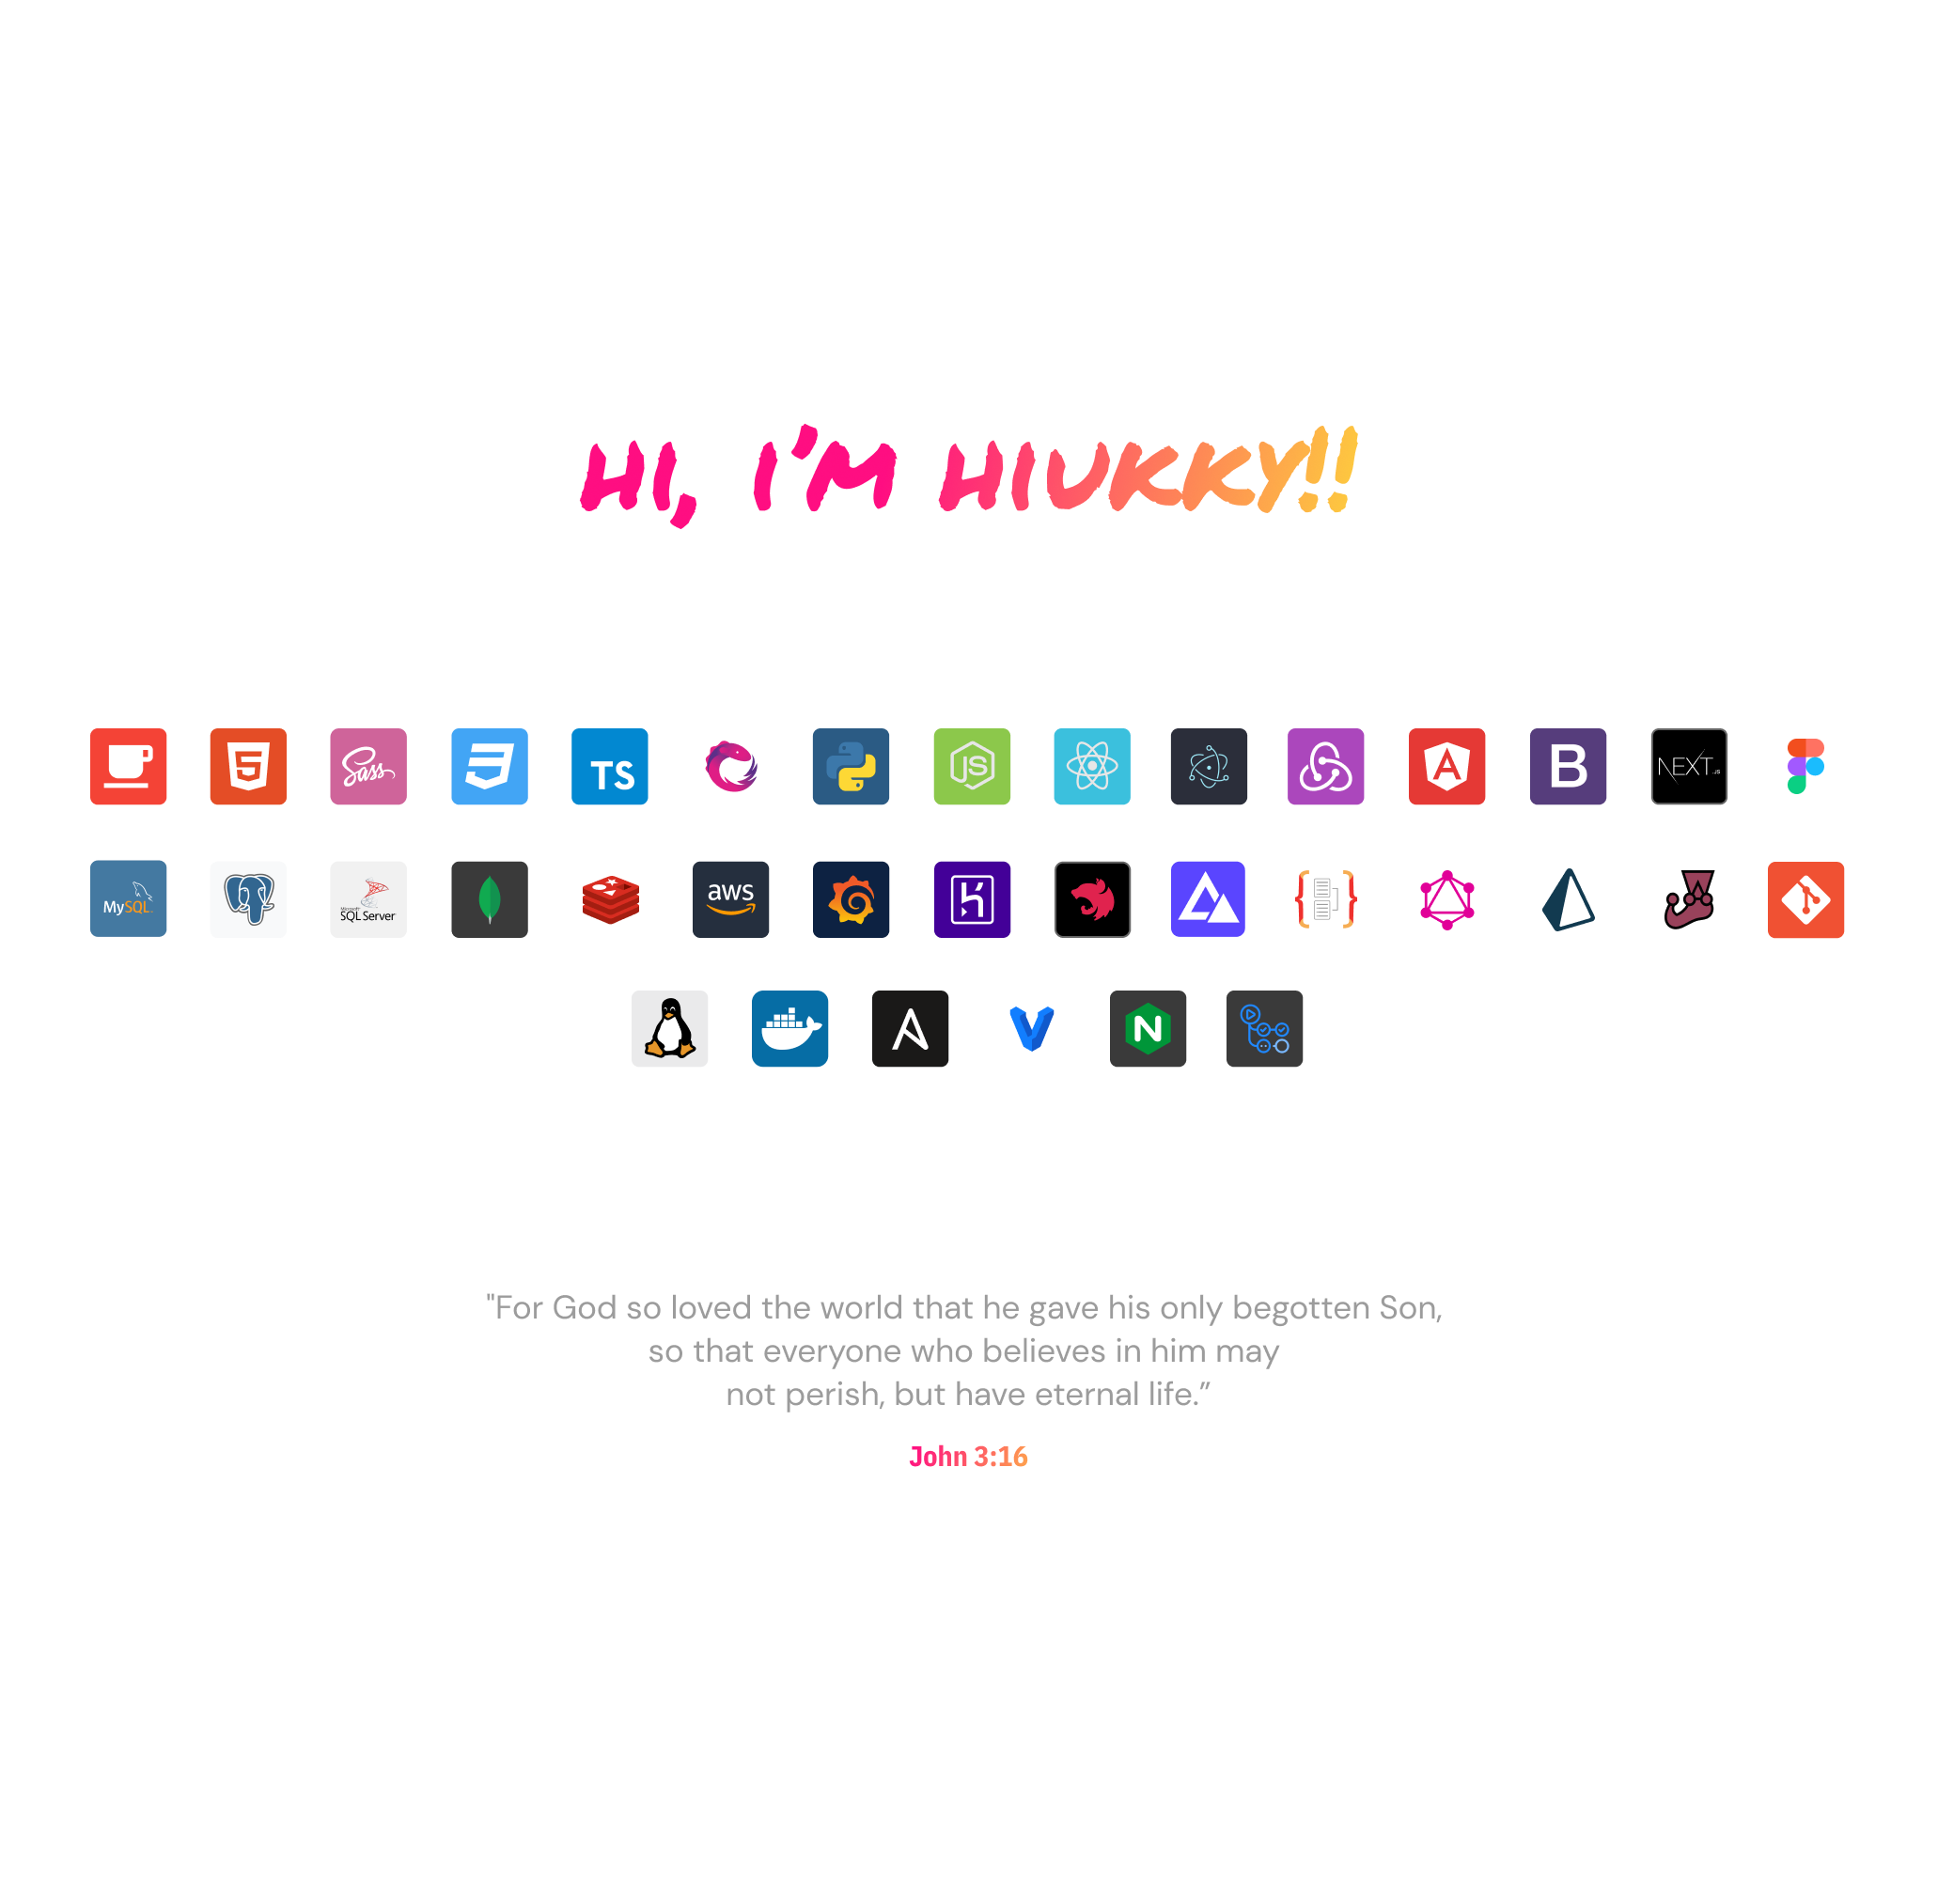 HI, I'M HIUKKY!!
Sass
TS
JS
A
B
NEXT.JS
MySQL
Microsoft
SQL Server
aws
A
N
"For God so loved the world that he gave his only begotten Son,
so that everyone who believes in him may
not perish, but have eternal life.”
John 3:16